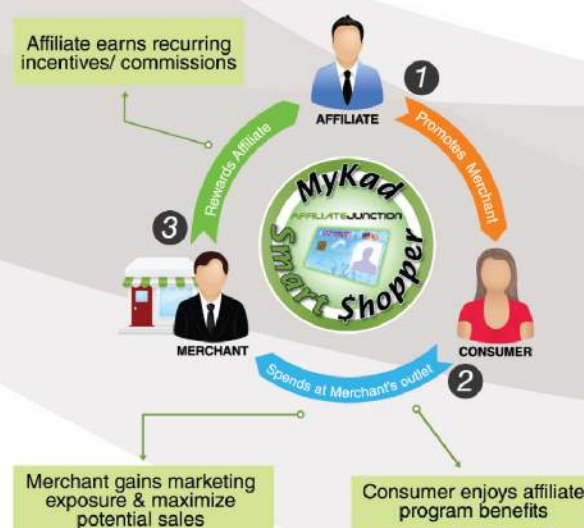 Affiliate earns recurring
incentives/ commissions
1
AFFILIATE
Promotes Merchant
Rewards Affiliate
MyKad
AFFILIATEJUNCTION
Smart $hopper
3
MERCHANT
CONSUMER
Spends at Merchant's outlet
2
Merchant gains marketing
exposure & maximize
potential sales
Consumer enjoys affiliate
program benefits